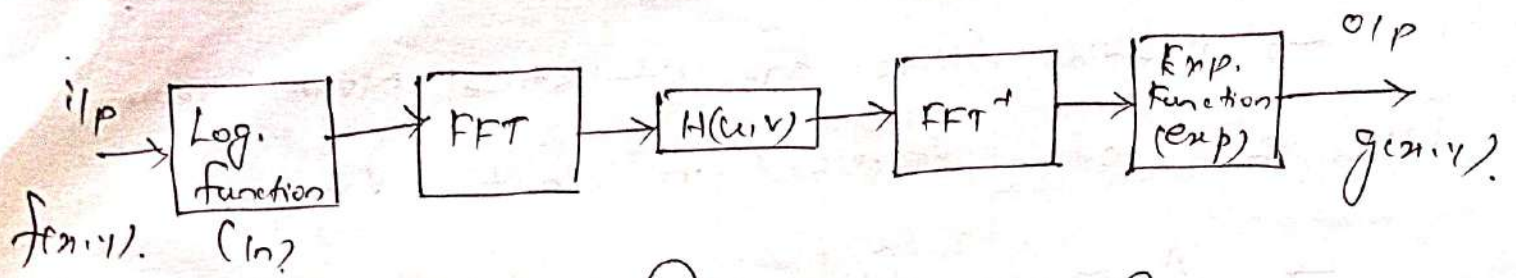 i/p
Log.
function
(ln)
f(x,y).
FFT
H(u,v)
FFT⁻¹
Exp.
Function
(exp)
o/p
g(x,y).